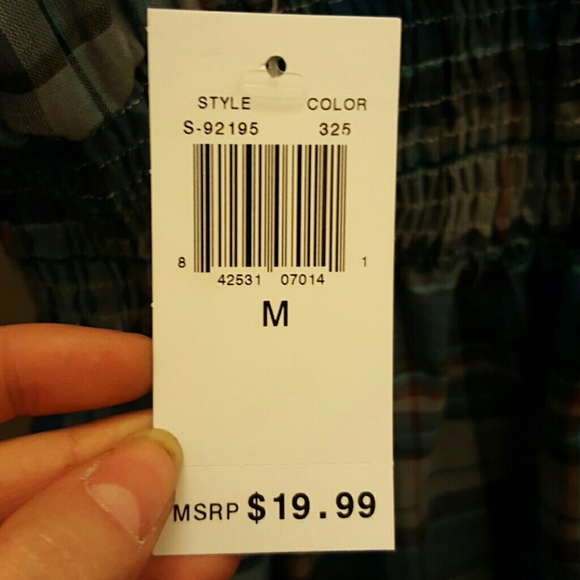 STYLE COLOR
S-92195 325
8 42531 07014 1
M
MSRP $19.99